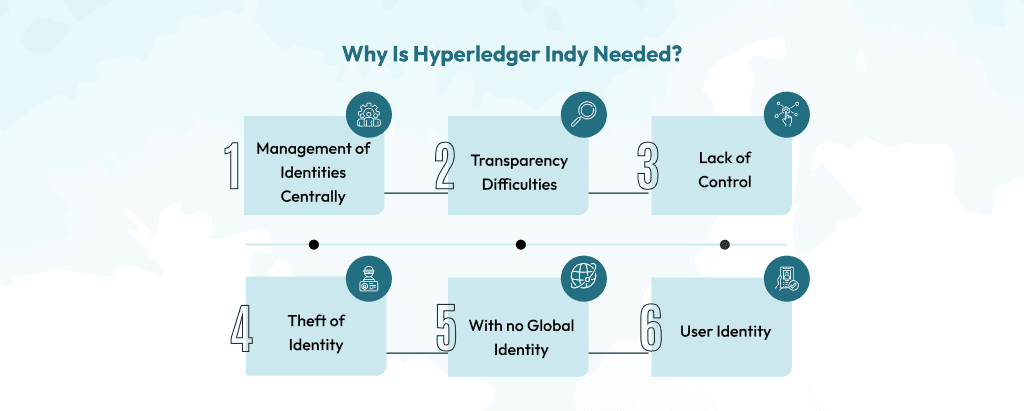 Why Is Hyperledger Indy Needed?
1
Management of
Identities
Centrally
2
Transparency
Difficulties
3
Lack of
Control
4
Theft of
Identity
5
With no Global
Identity
6
User Identity